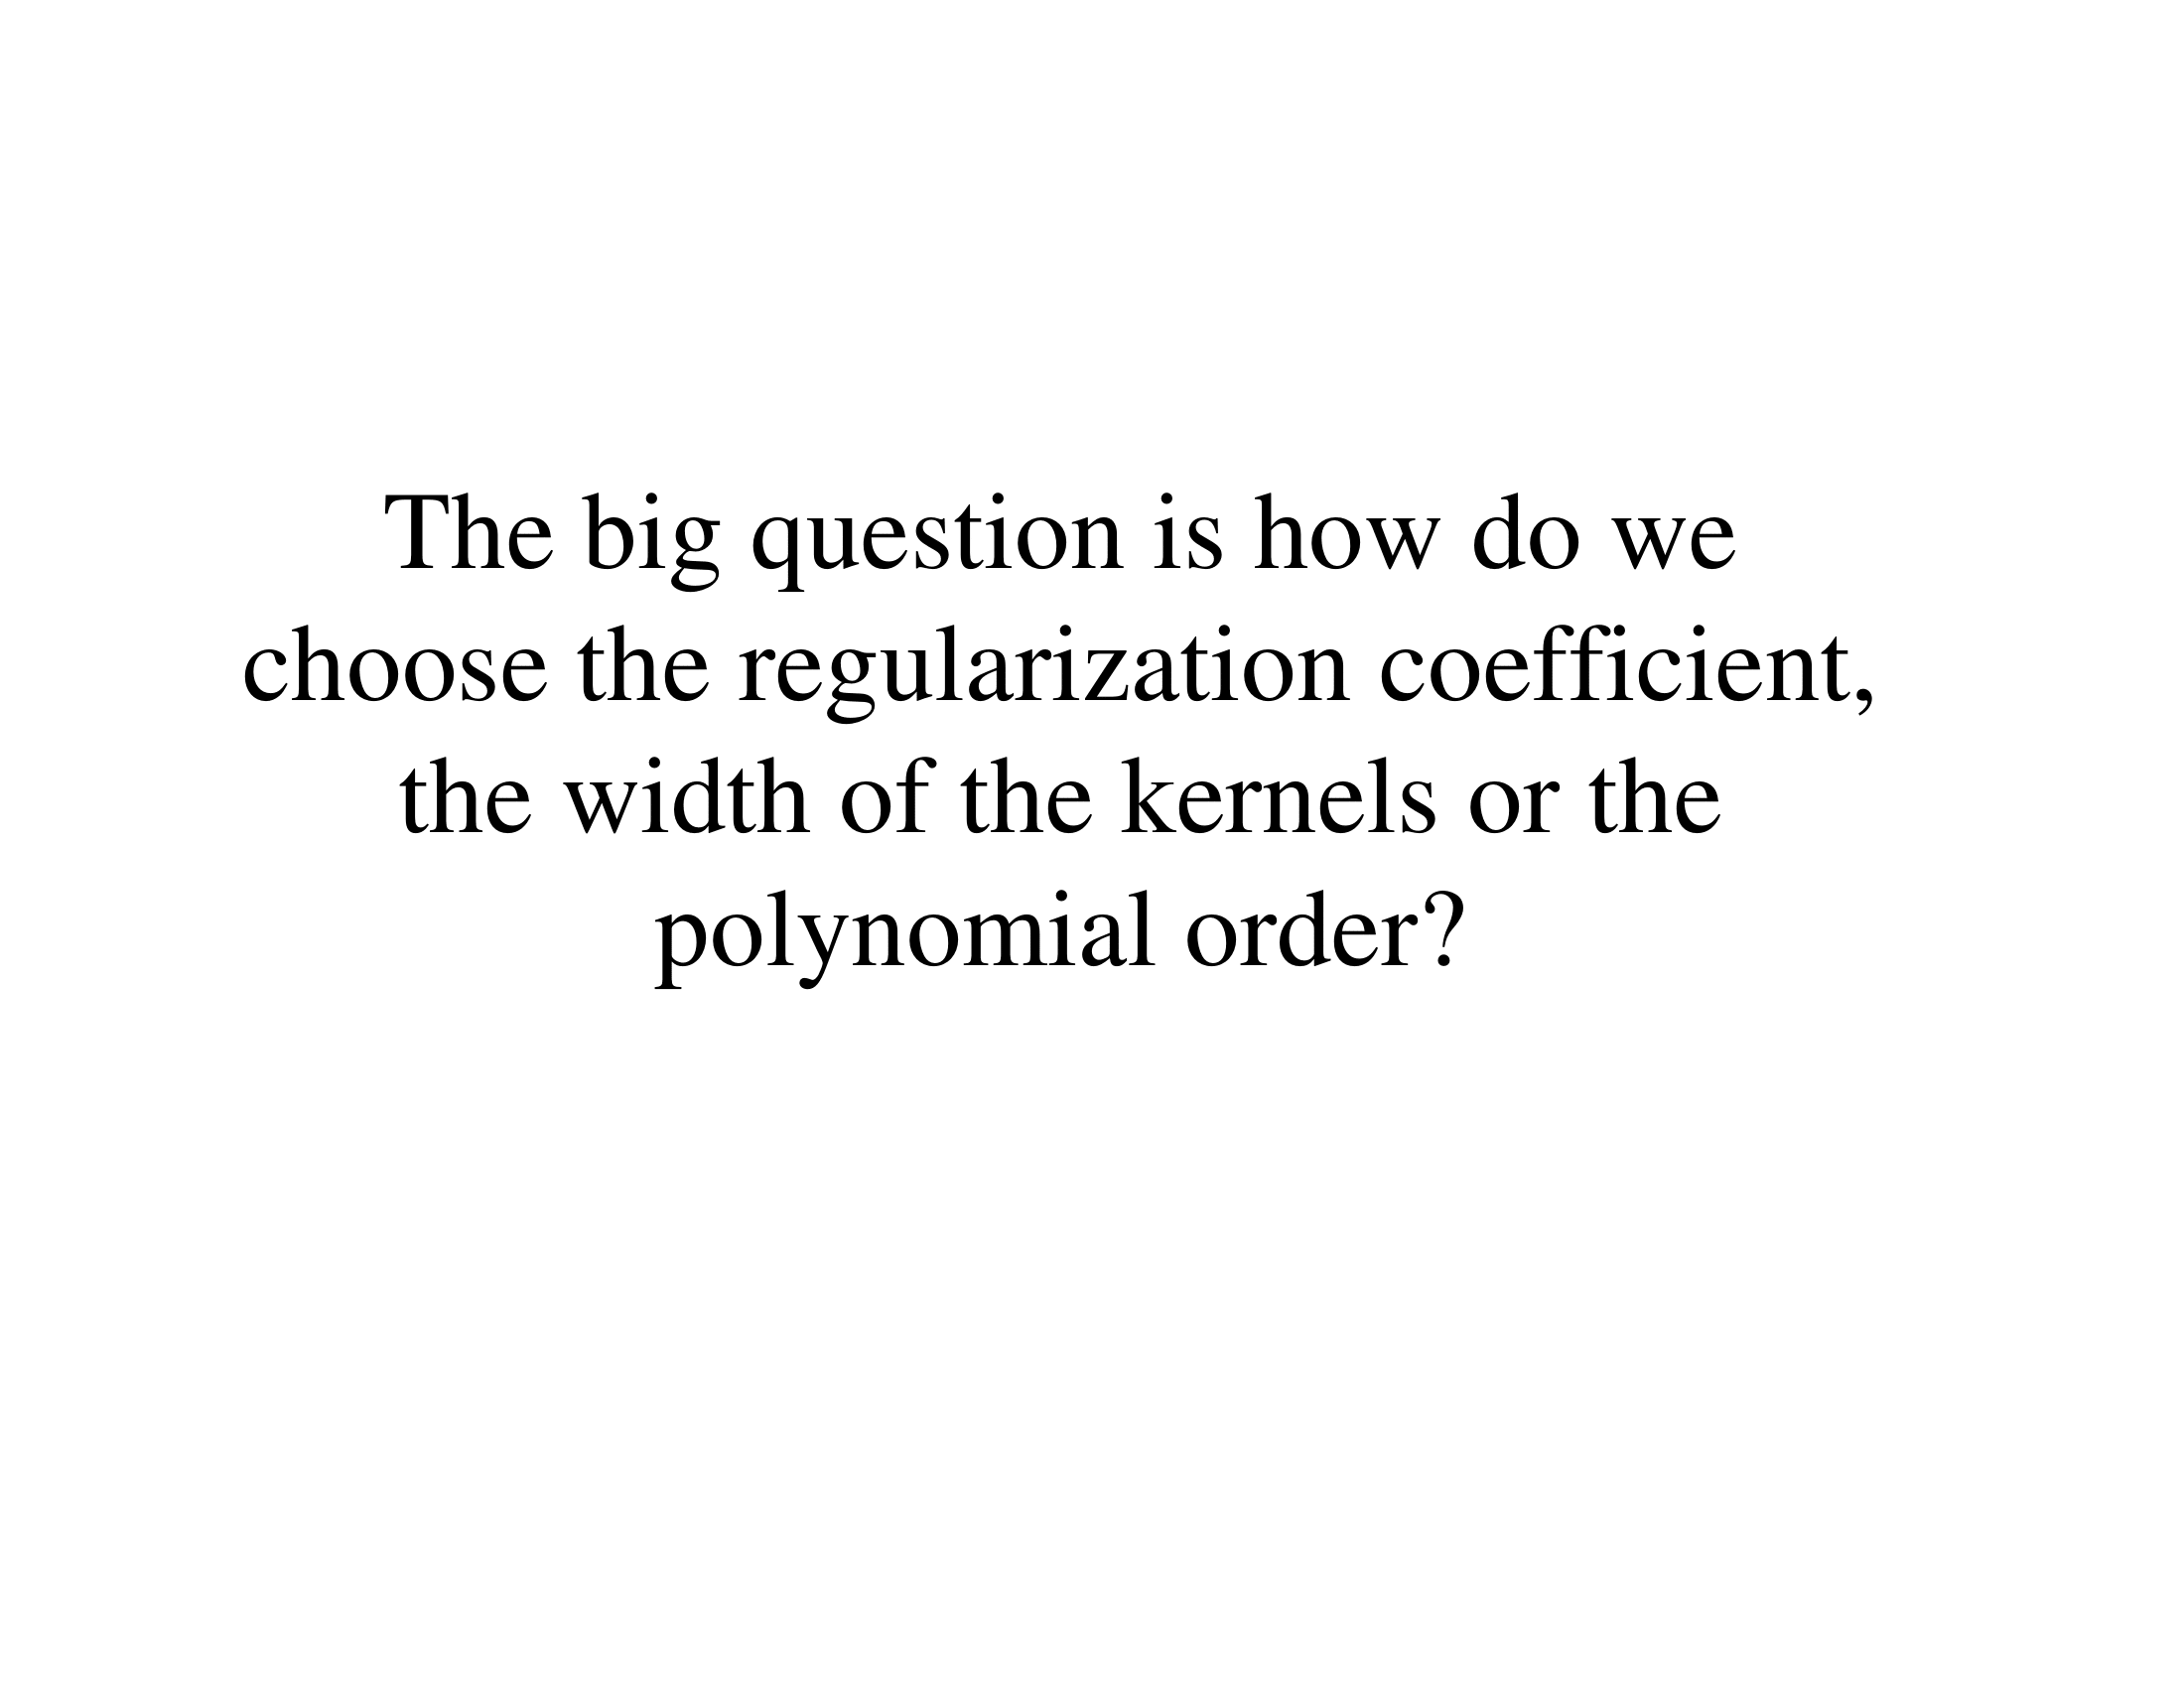 The big question is how do we
choose the regularization coefficient,
the width of the kernels or the
polynomial order?